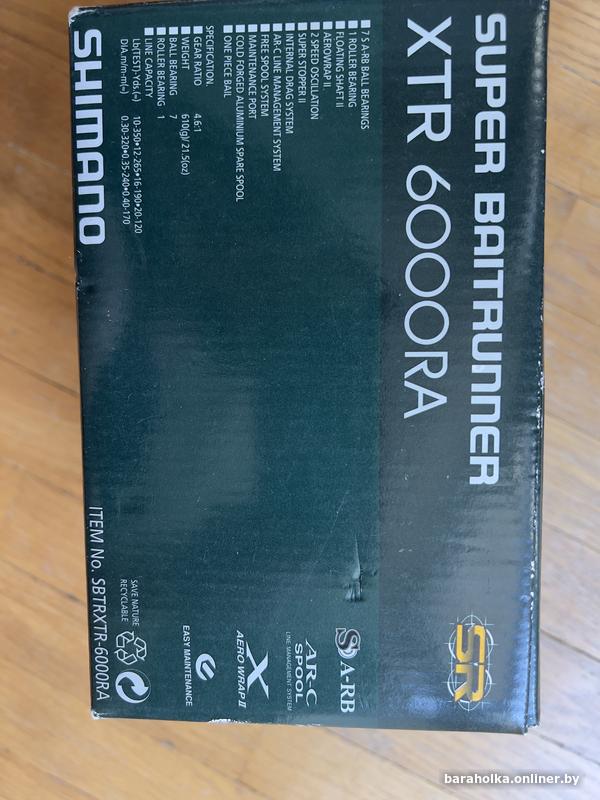 SUPER BAITRUNNER
XTR 6000RA
SR
7 S A-RB BALL BEARINGS
1 ROLLER BEARING
FLOATING SHAFT II
AEROWRAP II
2 SPEED OSCILLATION
SUPER STOPPER II
INTERNAL DRAG SYSTEM
AR-C LINE MANAGEMENT SYSTEM
FREE SPOOL SYSTEM
MAINTENANCE PORT
COLD FORGED ALUMINIUM SPARE SPOOL
ONE PIECE BAIL
SPECIFICATION.
GEAR RATIO 4.6:1
WEIGHT 610(g)/ 21.5(oz)
BALL BEARING 7
ROLLER BEARING 1
LINE CAPACITY
Lb(TEST)-Yds.(≈) 10-350•12.265•16-190•20-120
DIA.m/m-m(≈) 0.30-320•0.35-240•0.40-170
S A-RB
AR-C
SPOOL
LINE MANAGEMENT SYSTEM
X
AERO WRAP II
EASY MAINTENANCE
SAVE NATURE
RECYCLABLE
SHIMANO
ITEM No. SBTRXTR-6000RA
baraholka.onliner.by